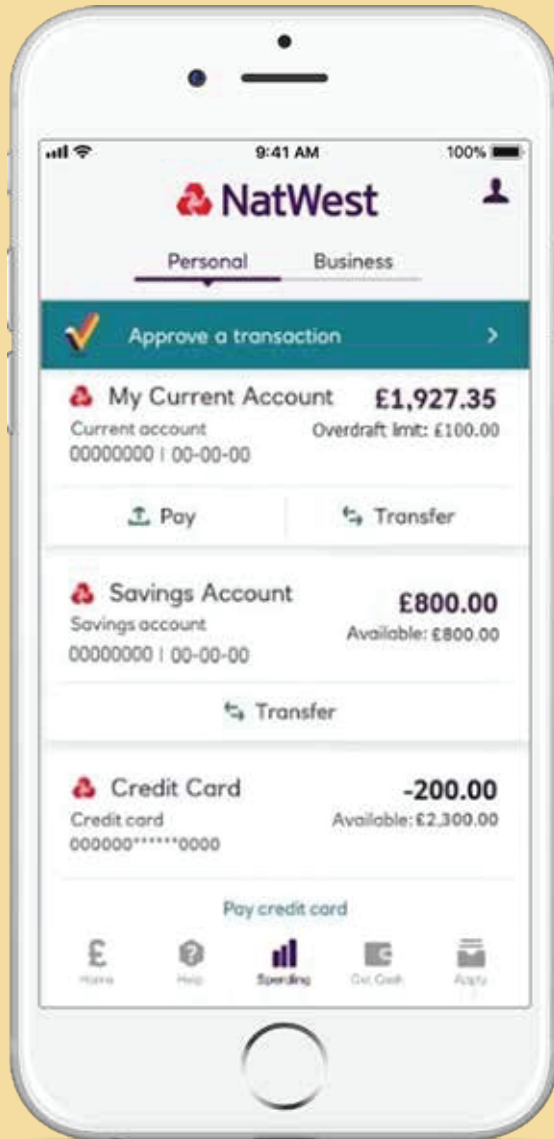 9:41 AM 100%
NatWest
Personal Business
Approve a transaction
My Current Account £1,927.35
Current account Overdraft limit: £100.00
00000000 | 00-00-00
Pay Transfer
Savings Account £800.00
Savings account Available: £800.00
00000000 | 00-00-00
Transfer
Credit Card -200.00
Credit card Available: £2,300.00
000000******0000
Pay credit card
£
Home Help Spending Get Cash Apply